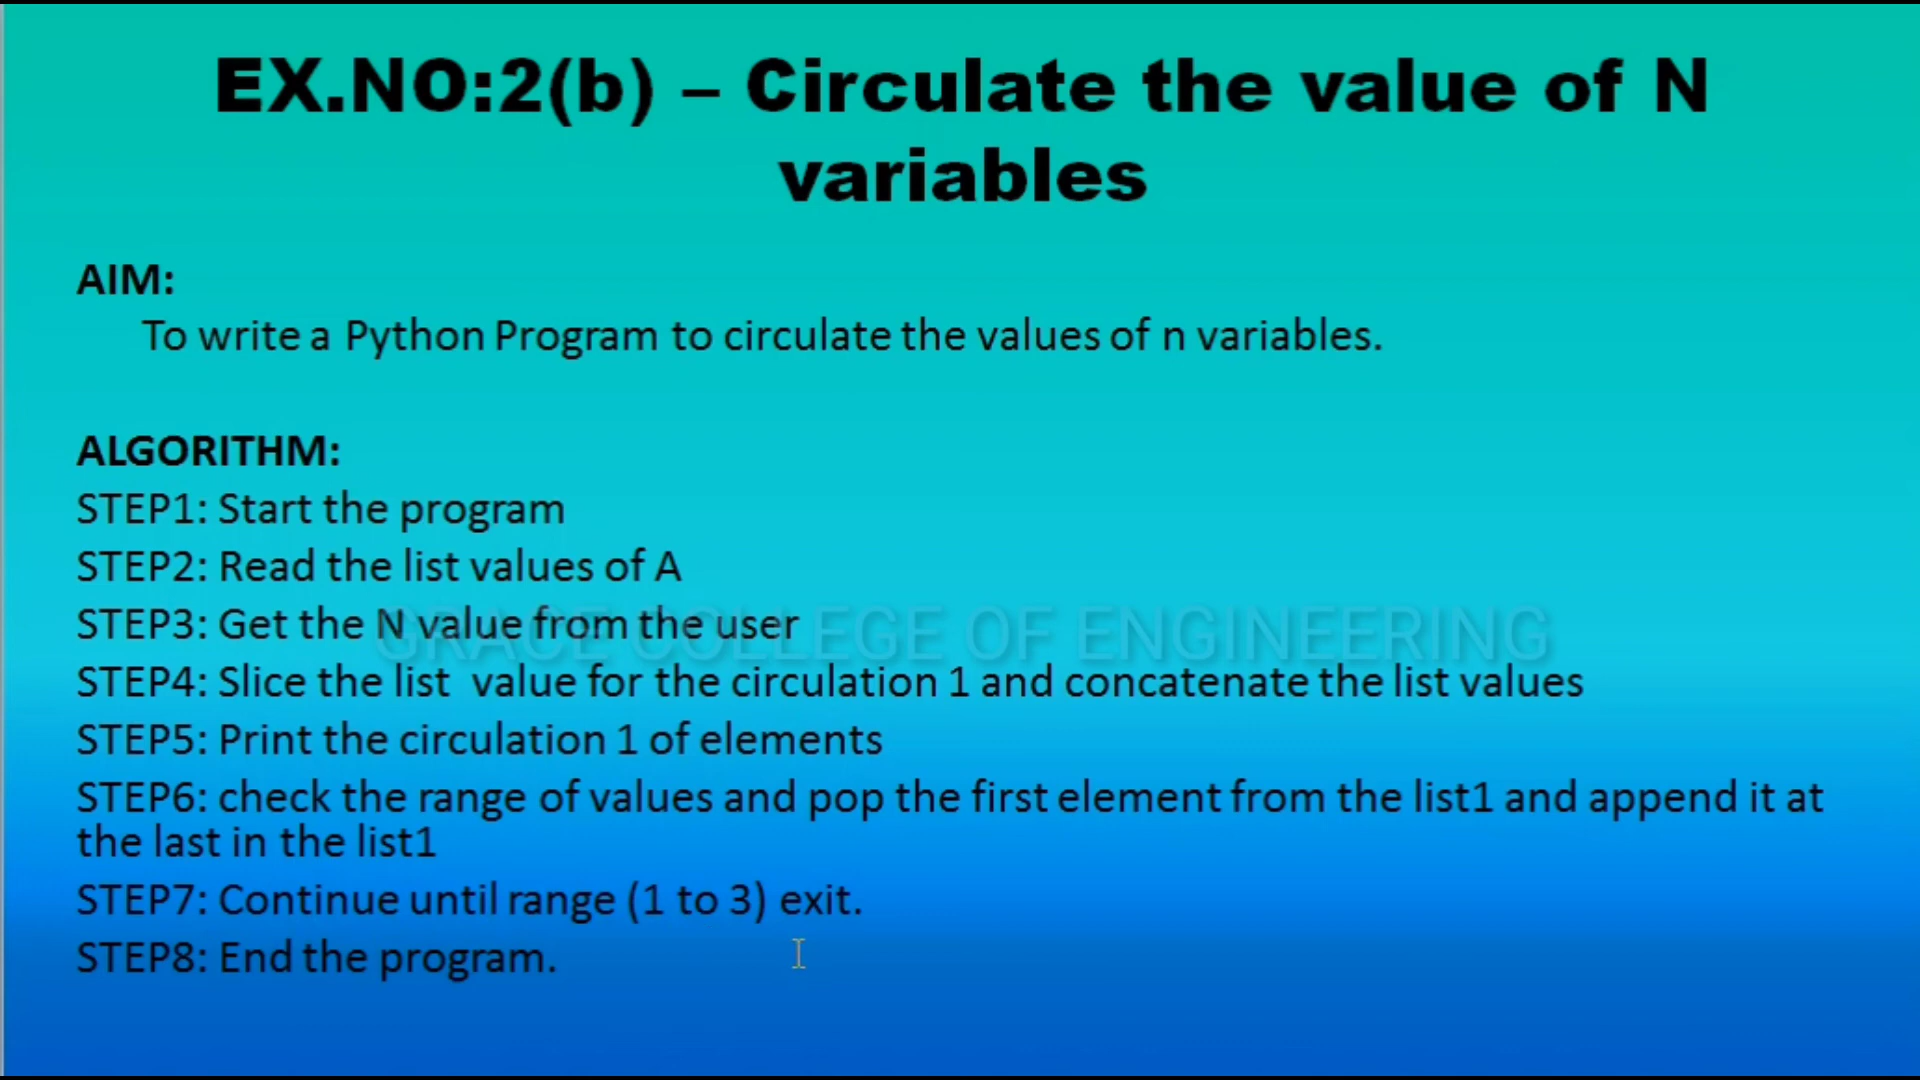 EX.NO:2(b) – Circulate the value of N
variables
AIM:
To write a Python Program to circulate the values of n variables.
ALGORITHM:
STEP1: Start the program
STEP2: Read the list values of A
STEP3: Get the N value from the user
GRACE COLLEGE OF ENGINEERING
STEP4: Slice the list  value for the circulation 1 and concatenate the list values
STEP5: Print the circulation 1 of elements
STEP6: check the range of values and pop the first element from the list1 and append it at
the last in the list1
STEP7: Continue until range (1 to 3) exit.
STEP8: End the program.